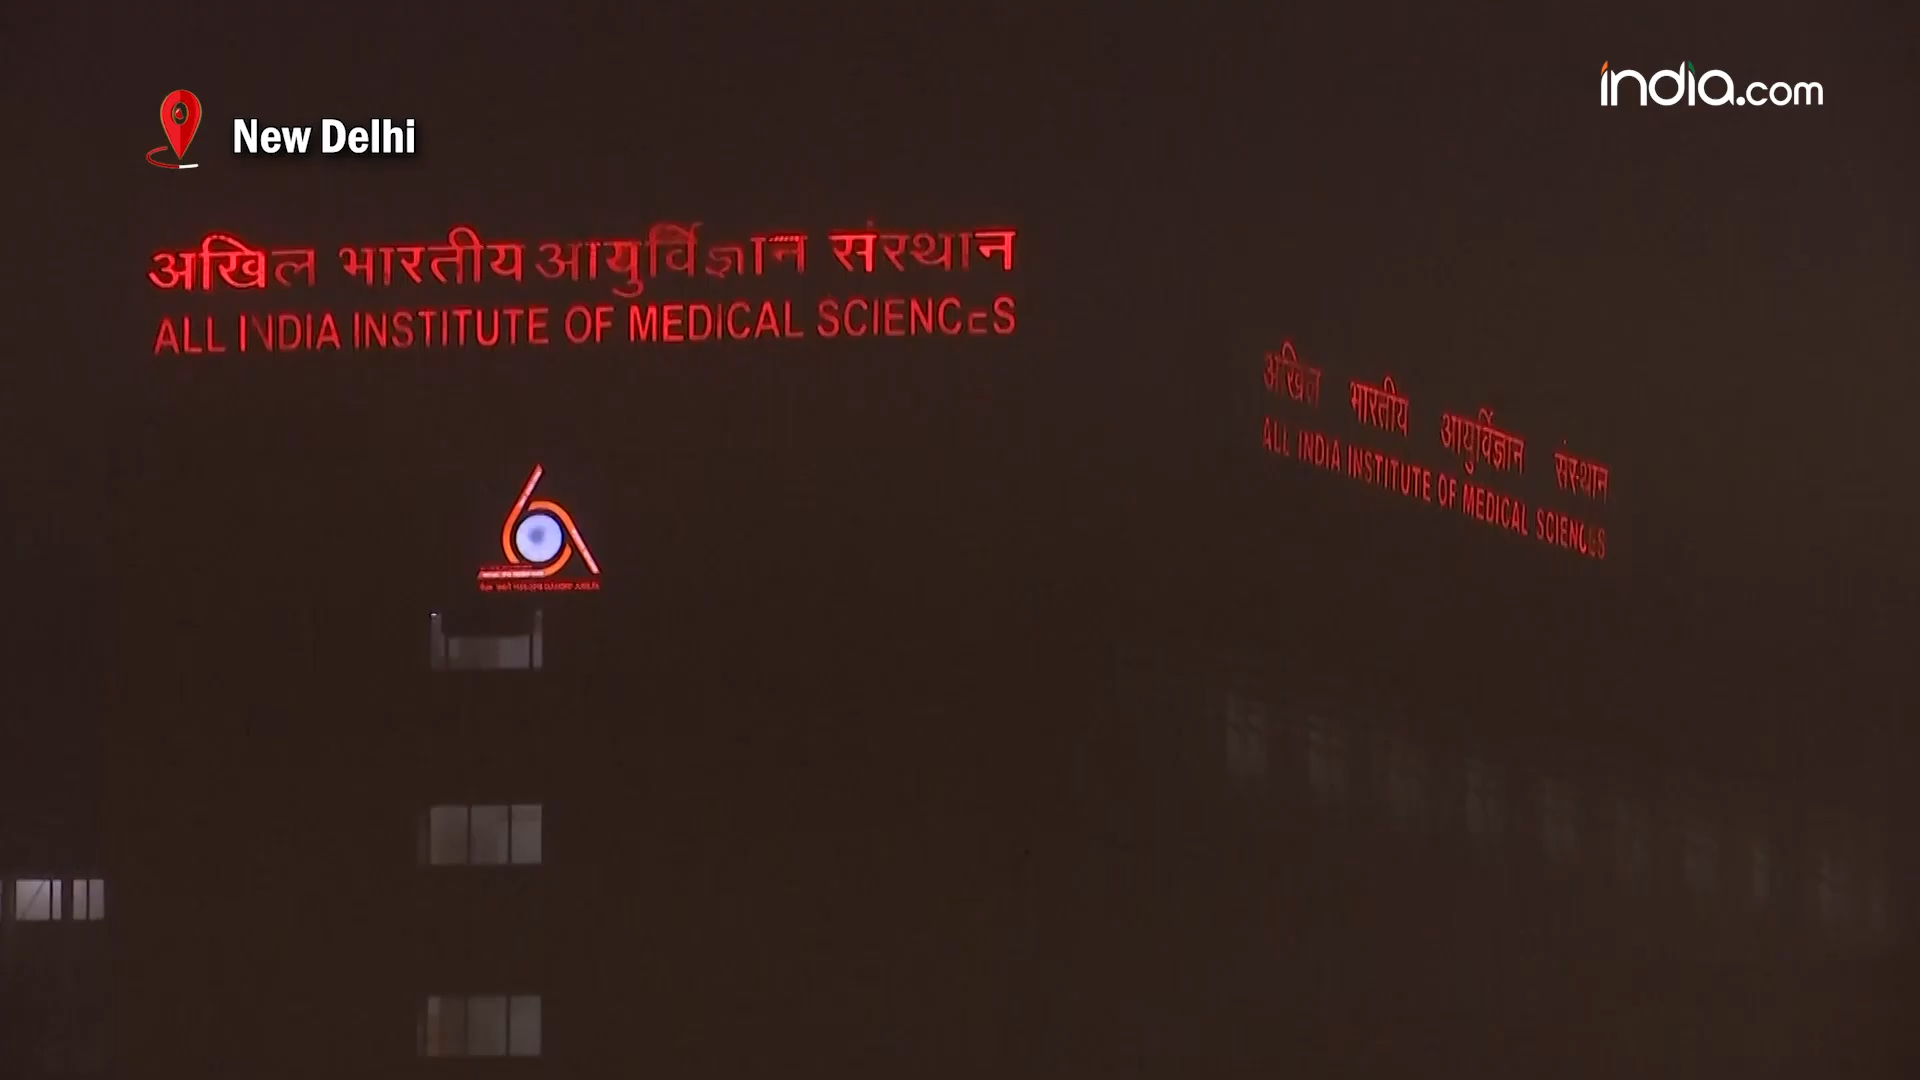 india.com
New Delhi
अखिल भारतीय आयुर्विज्ञान संस्थान
ALL INDIA INSTITUTE OF MEDICAL SCIENCES
अखिल भारतीय आयुर्विज्ञान संस्थान
ALL INDIA INSTITUTE OF MEDICAL SCIENCES